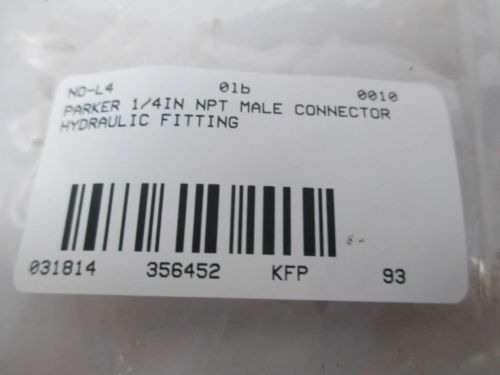 NO-L4 01b 0010
PARKER 1/4IN NPT MALE CONNECTOR
HYDRAULIC FITTING
031814 356452 KFP 93